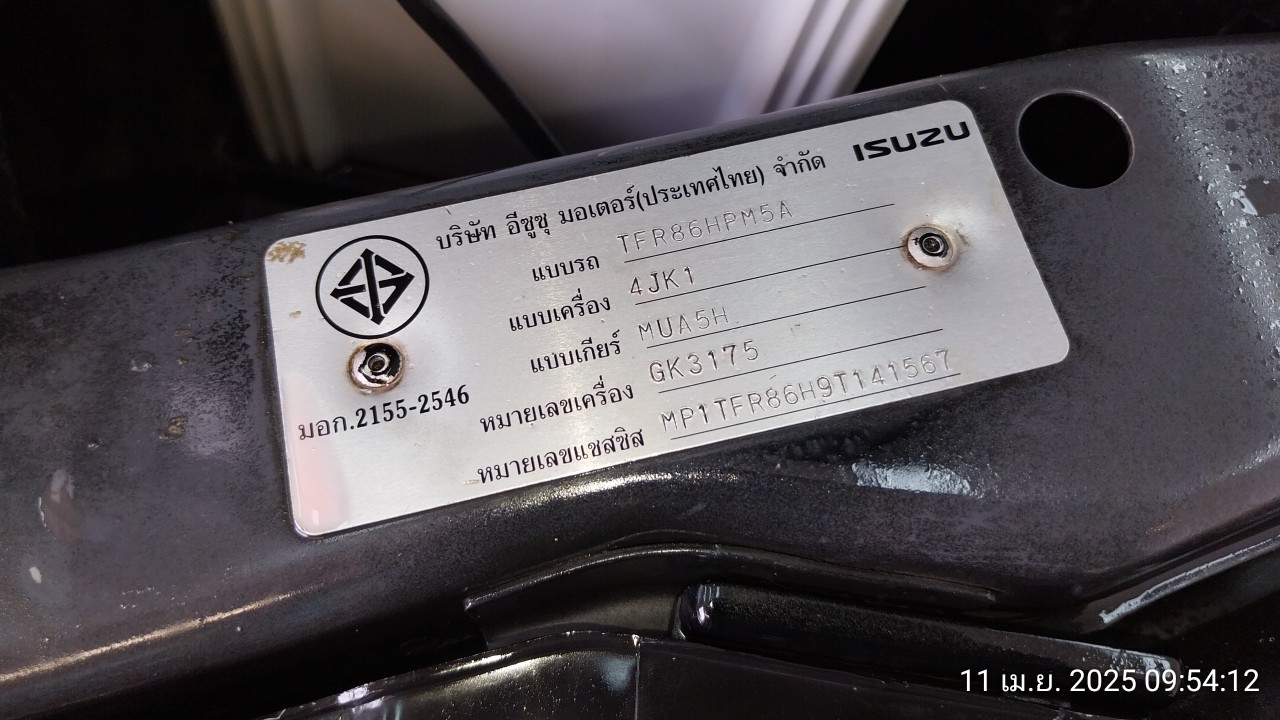 บริษัท อีซูซุ มอเตอร์(ประเทศไทย) จำกัด ISUZU
แบบรถ TFR86HPM5A
แบบเครื่อง 4JK1
แบบเกียร์ MUA5H
หมายเลขเครื่อง GK3175
หมายเลขแชสซิส MP1TFR86H9T141567
มอก.2155-2546
11 เม.ย. 2025 09:54:12